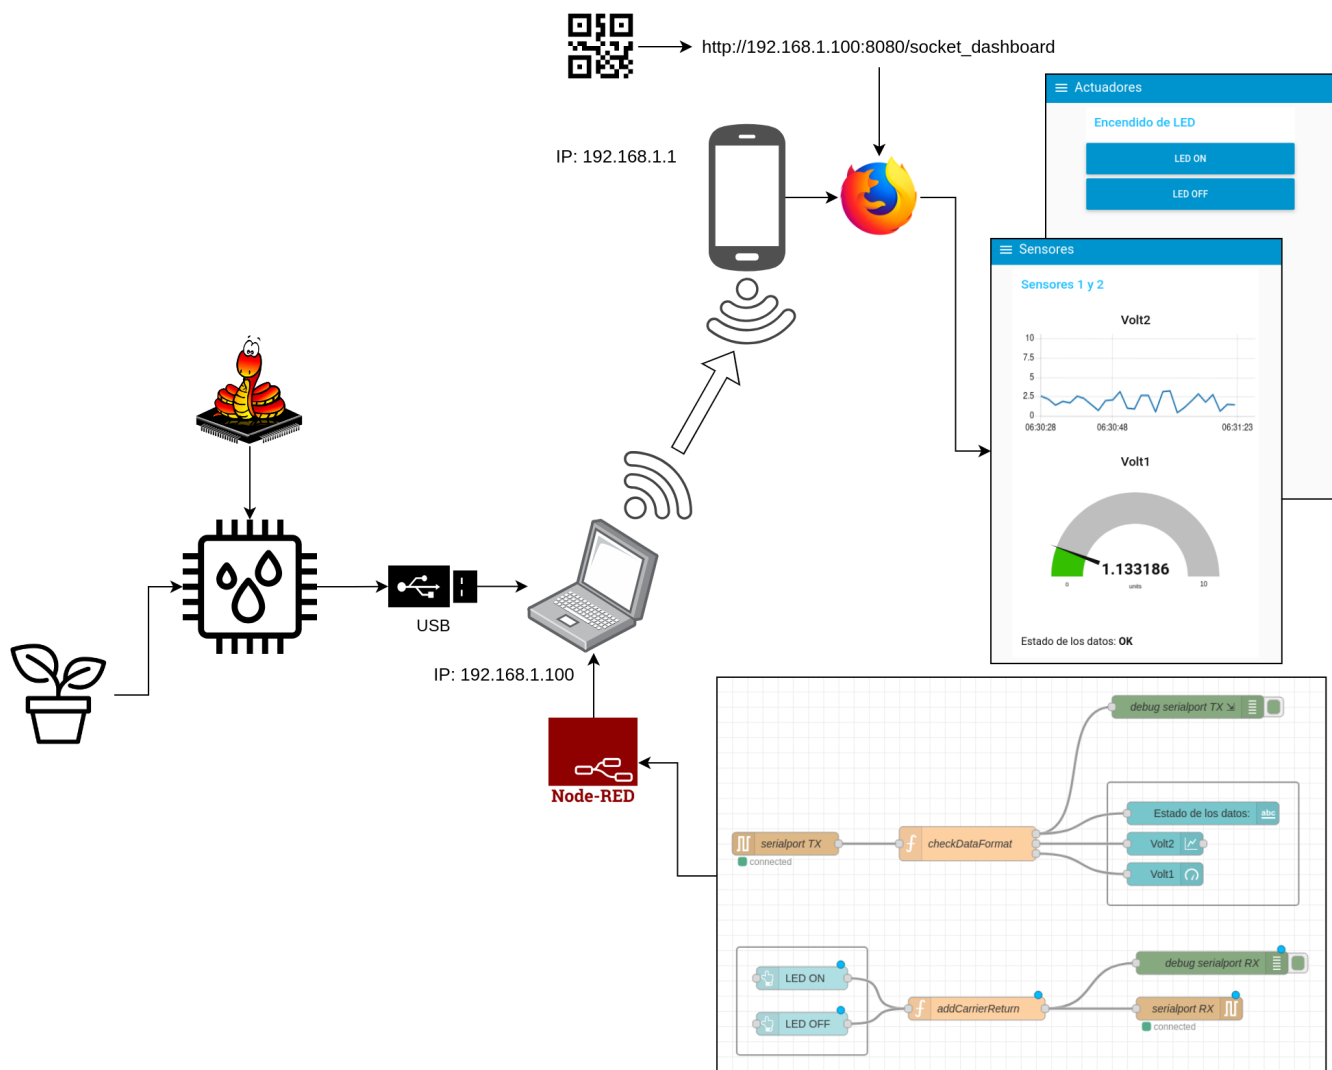 http://192.168.1.100:8080/socket_dashboard
IP: 192.168.1.1
Actuadores
Encendido de LED
LED ON
LED OFF
Sensores
Sensores 1 y 2
Volt2
10
7.5
5
2.5
0
06:30:28 06:30:48 06:31:23
Volt1
1.133186
0 units 10
Estado de los datos: OK
USB
IP: 192.168.1.100
Node-RED
debug serialport TX
Estado de los datos: abc
serialport TX
connected
checkDataFormat
Volt2
Volt1
LED ON
LED OFF
addCarrierReturn
debug serialport RX
serialport RX
connected